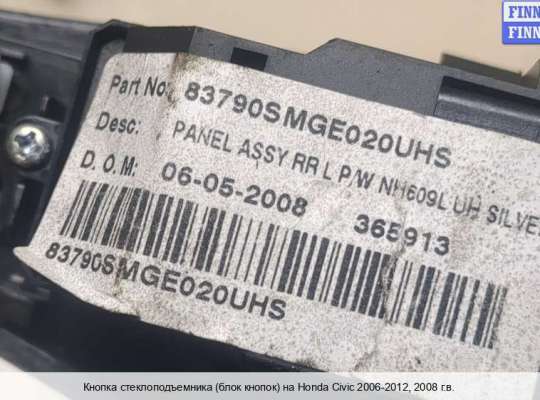 FINN
FINN
Part No: 83790SMGE020UHS
Desc: PANEL ASSY RR L P/W NH609L UH SILVE
D. O. M: 06-05-2008 365913
83790SMGE020UHS
Кнопка стеклоподъемника (блок кнопок) на Honda Civic 2006-2012, 2008 г.в.